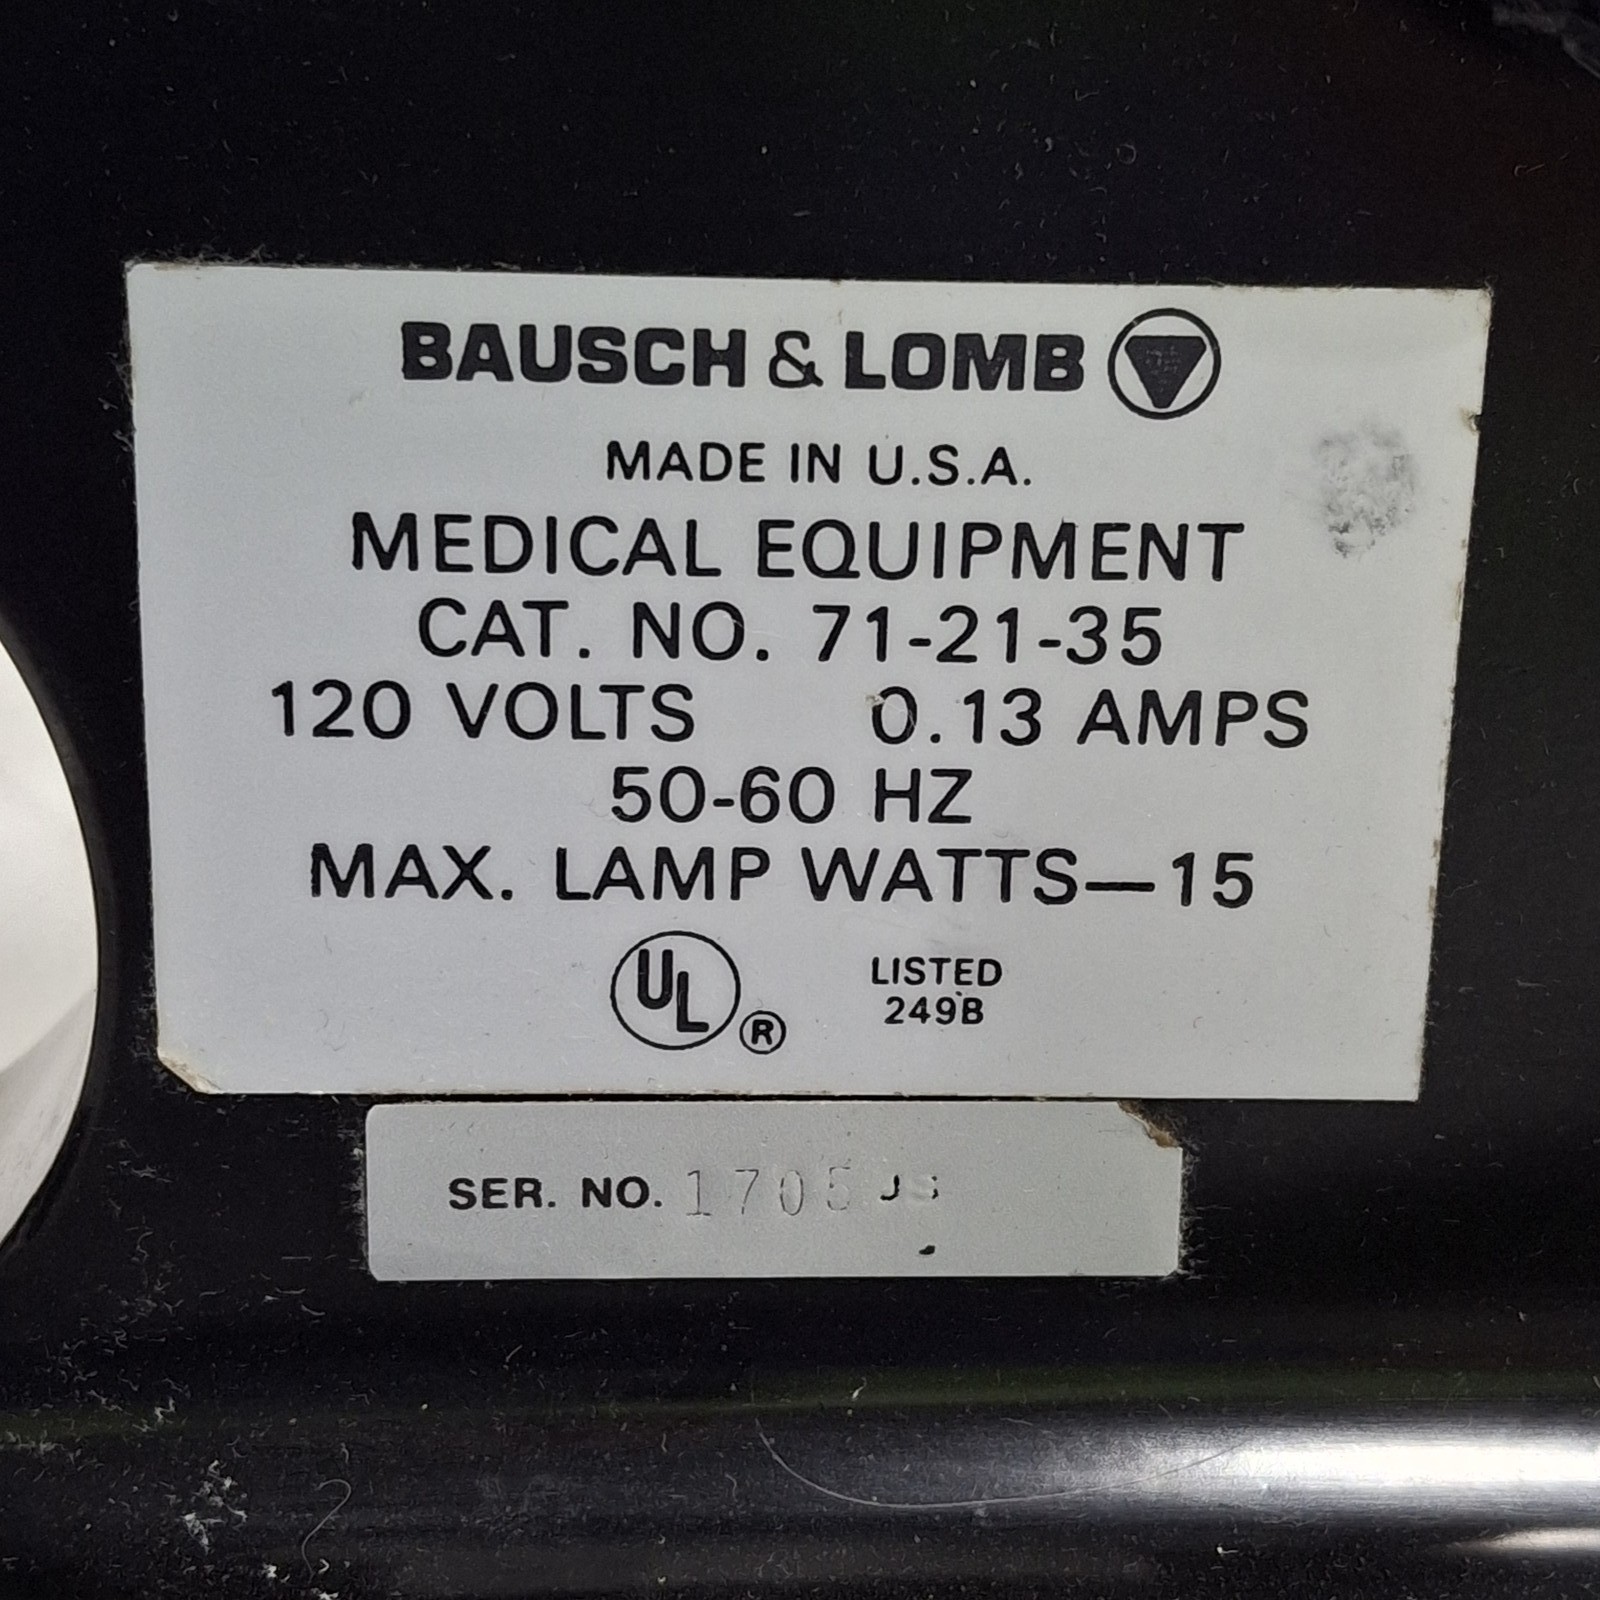 BAUSCH & LOMB
MADE IN U.S.A.
MEDICAL EQUIPMENT
CAT. NO. 71-21-35
120 VOLTS 0.13 AMPS
50-60 HZ
MAX. LAMP WATTS—15
UL ® LISTED
249B
SER. NO. 1705